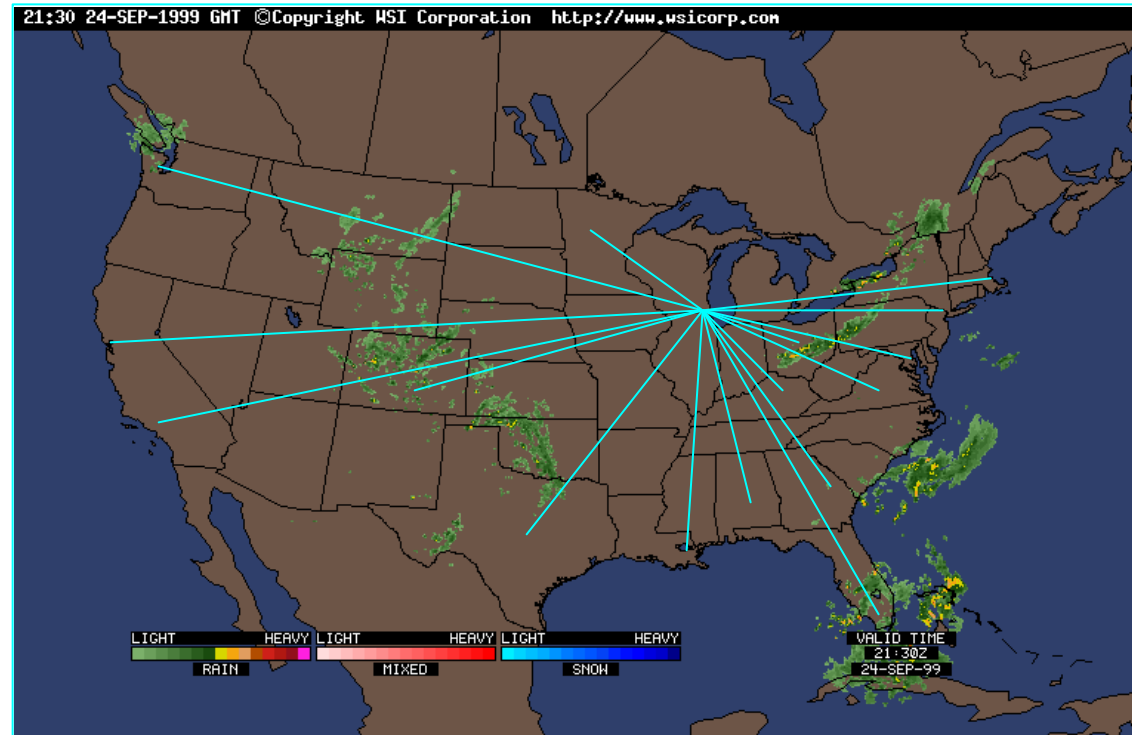 21:30 24-SEP-1999 GMT ©Copyright WSI Corporation http://www.wsicorp.com
LIGHT HEAVY LIGHT HEAVY LIGHT HEAVY
RAIN MIXED SNOW
VALID TIME
21:30Z
24-SEP-99